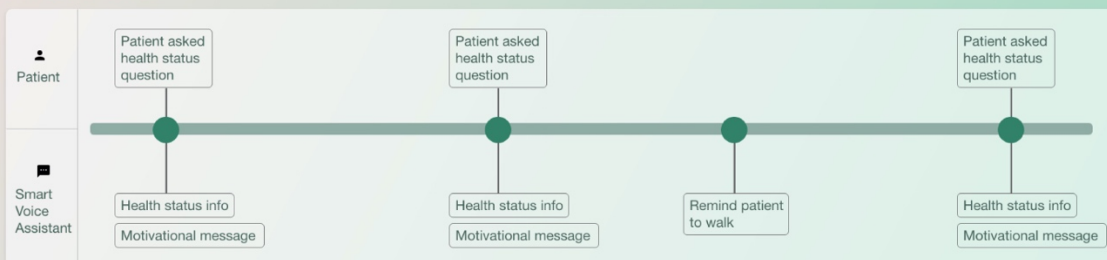 Patient
Patient asked
health status
question
Patient asked
health status
question
Patient asked
health status
question
Smart
Voice
Assistant
Health status info
Motivational message
Health status info
Motivational message
Remind patient
to walk
Health status info
Motivational message